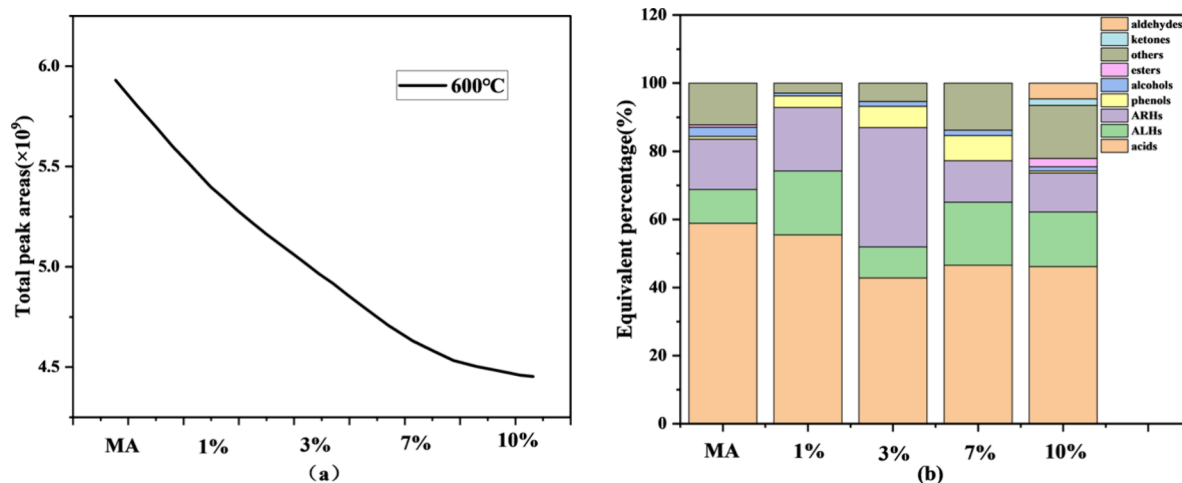 Total peak areas(×10⁹)
6.0
5.5
5.0
4.5
600°C
MA 1% 3% 7% 10%
（a）
Equivalent percentage(%)
120
100
80
60
40
20
0
aldehydes
ketones
others
esters
alcohols
phenols
ARHs
ALHs
acids
MA 1% 3% 7% 10%
(b)